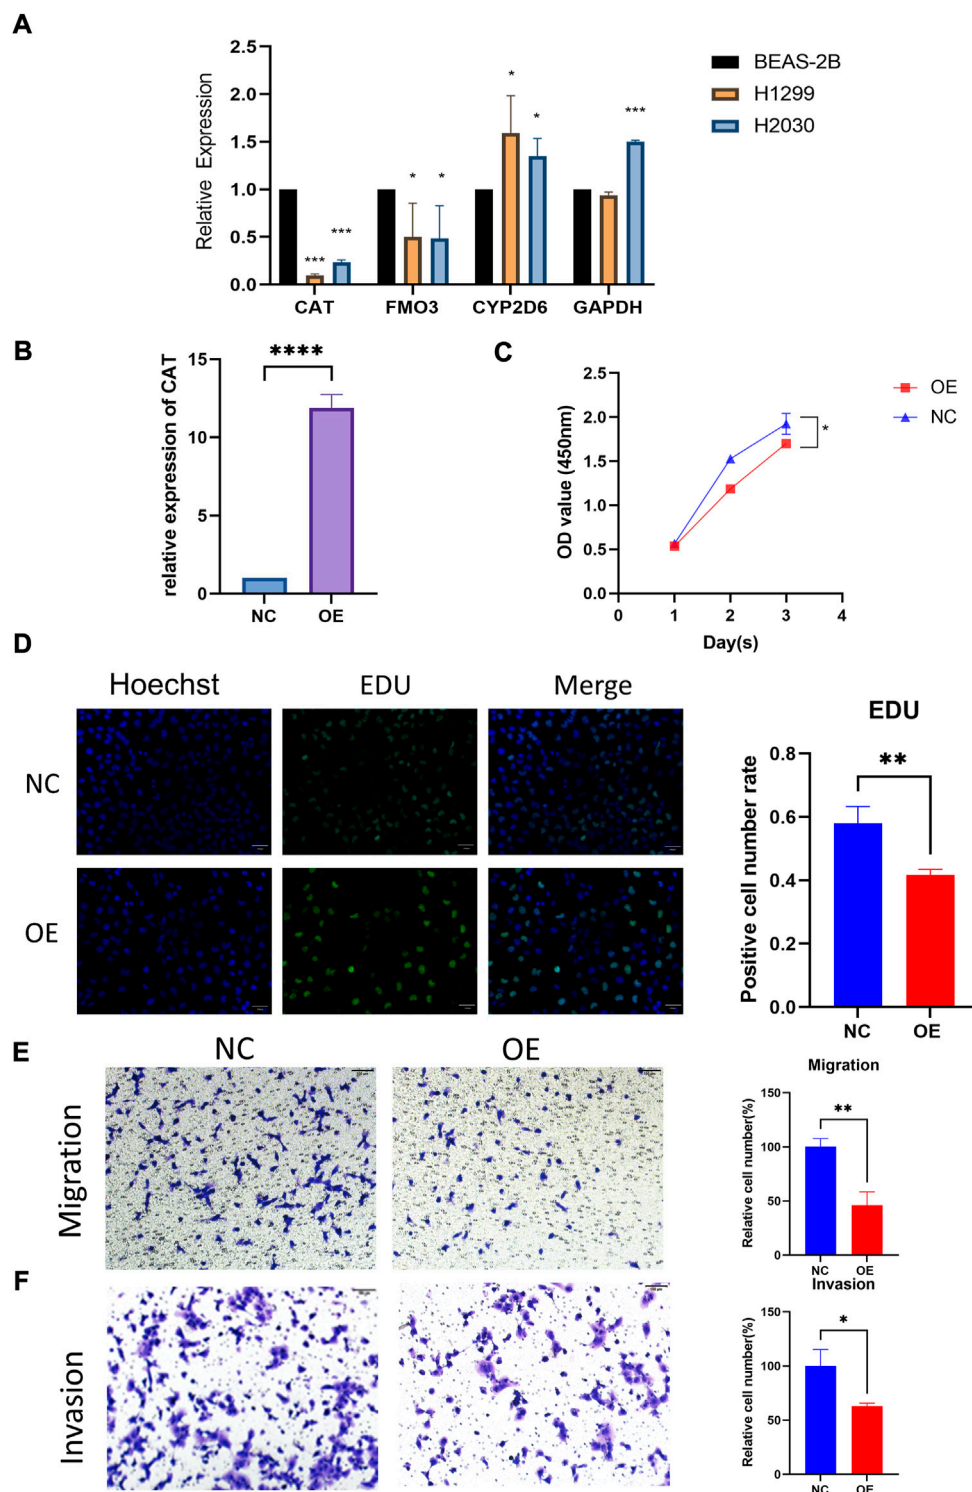 A
Relative Expression
2.5
2.0
1.5
1.0
0.5
0.0
*** ***
* *
* *
***
CAT FMO3 CYP2D6 GAPDH
BEAS-2B
H1299
H2030
B
relative expression of CAT
15
10
5
0
****
NC OE
C
OD value (450nm)
2.5
2.0
1.5
1.0
0.5
0.0
0 1 2 3 4
Day(s)
*
OE
NC
D
Hoechst EDU Merge
NC
OE
EDU
Positive cell number rate
0.8
0.6
0.4
0.2
0.0
**
NC OE
E
NC OE
Migration
Migration
Relative cell number(%)
150
100
50
0
**
NC OE
F
Invasion
Invasion
Relative cell number(%)
150
100
50
0
*
NC OE